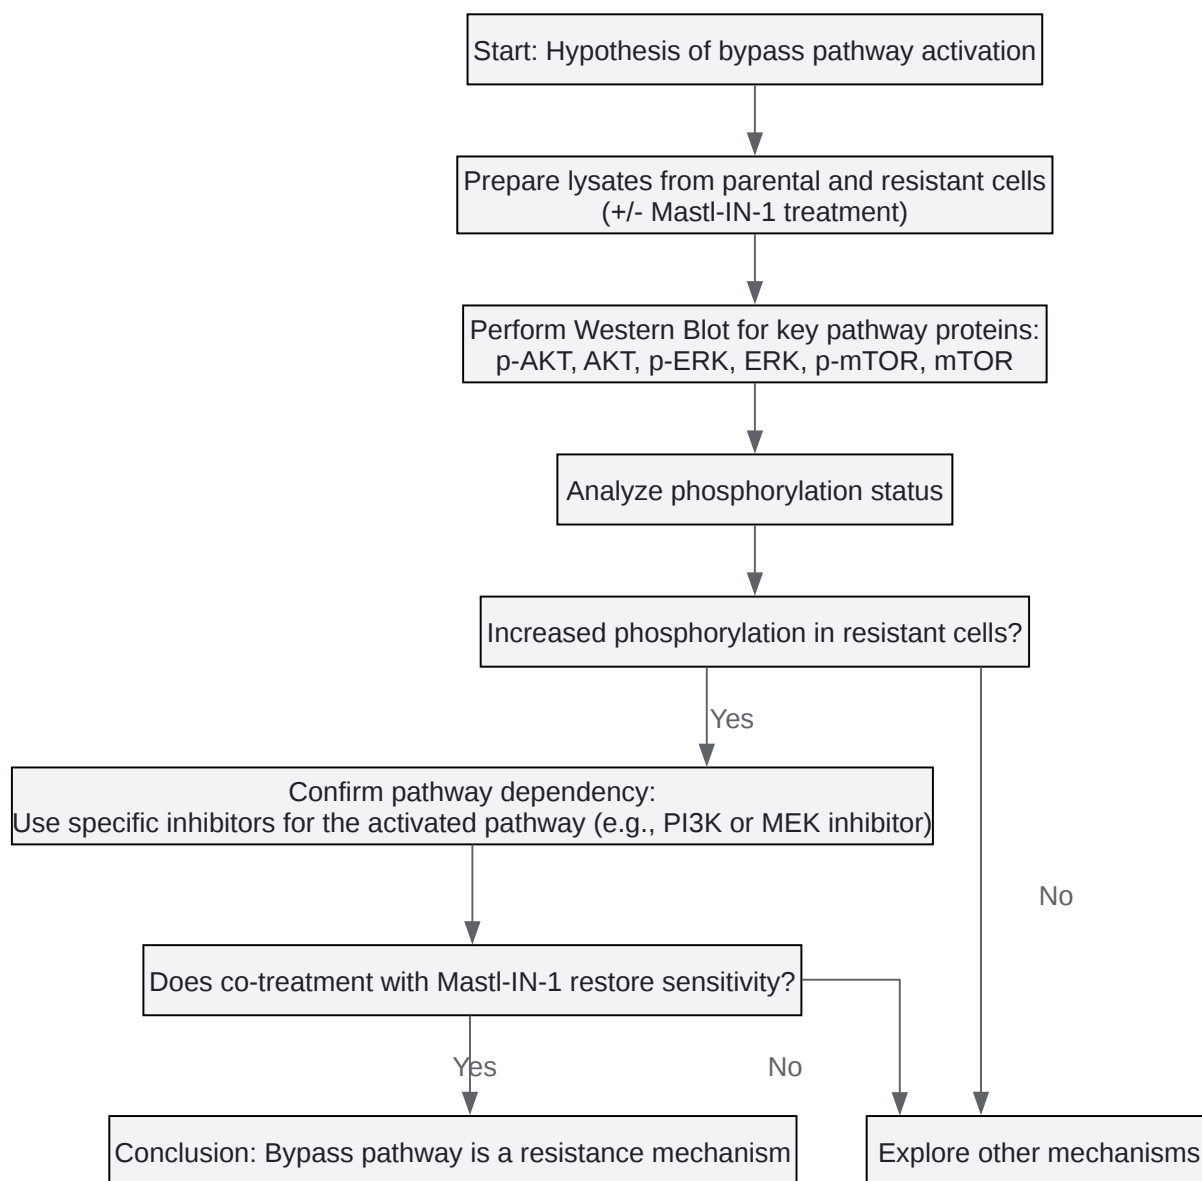 Start: Hypothesis of bypass pathway activation
Prepare lysates from parental and resistant cells
(+/- Mastl-IN-1 treatment)
Perform Western Blot for key pathway proteins:
p-AKT, AKT, p-ERK, ERK, p-mTOR, mTOR
Analyze phosphorylation status
Increased phosphorylation in resistant cells?
Yes
Confirm pathway dependency:
Use specific inhibitors for the activated pathway (e.g., PI3K or MEK inhibitor)
No
Does co-treatment with Mastl-IN-1 restore sensitivity?
Yes
No
Conclusion: Bypass pathway is a resistance mechanism
Explore other mechanisms